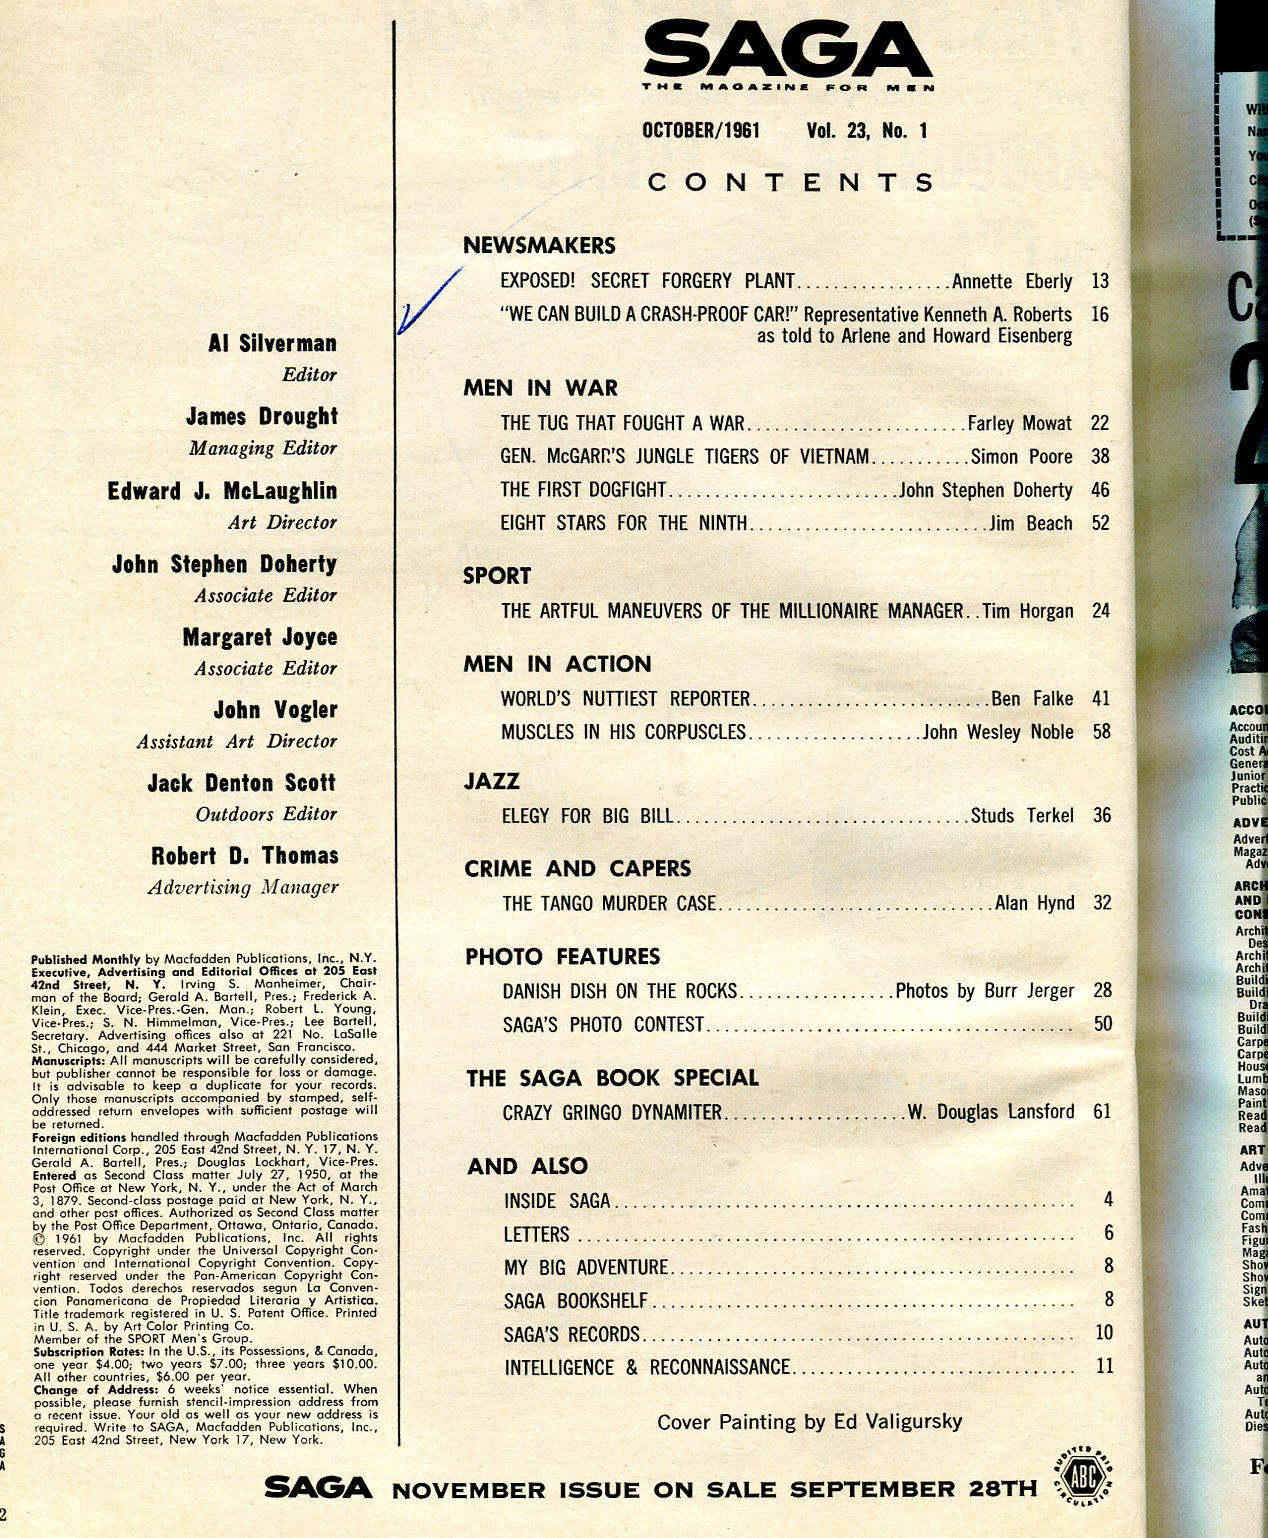 SAGA
THE MAGAZINE FOR MEN
OCTOBER/1961 Vol. 23, No. 1
CONTENTS
Al Silverman
Editor
James Drought
Managing Editor
Edward J. McLaughlin
Art Director
John Stephen Doherty
Associate Editor
Margaret Joyce
Associate Editor
John Vogler
Assistant Art Director
Jack Denton Scott
Outdoors Editor
Robert D. Thomas
Advertising Manager
Published Monthly by Macfadden Publications, Inc., N.Y.
Executive, Advertising and Editorial Offices at 205 East
42nd Street, N. Y. Irving S. Manheimer, Chair-
man of the Board; Gerald A. Bartell, Pres.; Frederick A.
Klein, Exec. Vice-Pres.-Gen. Man.; Robert L. Young,
Vice-Pres.; S. N. Himmelman, Vice-Pres.; Lee Bartell,
Secretary. Advertising offices also at 221 No. LaSalle
St., Chicago, and 444 Market Street, San Francisco.
Manuscripts: All manuscripts will be carefully considered,
but publisher cannot be responsible for loss or damage.
It is advisable to keep a duplicate for your records.
Only those manuscripts accompanied by stamped, self-
addressed return envelopes with sufficient postage will
be returned.
Foreign editions handled through Macfadden Publications
International Corp., 205 East 42nd Street, N. Y. 17, N. Y.
Gerald A. Bartell, Pres.; Douglas Lockhart, Vice-Pres.
Entered as Second Class matter July 27, 1950, at the
Post Office at New York, N. Y., under the Act of March
3, 1879. Second-class postage paid at New York, N. Y.,
and other post offices. Authorized as Second Class matter
by the Post Office Department, Ottawa, Ontario, Canada.
© 1961 by Macfadden Publications, Inc. All rights
reserved. Copyright under the Universal Copyright Con-
vention and International Copyright Convention. Copy-
right reserved under the Pan-American Copyright Con-
vention. Todos derechos reservados segun La Conven-
cion Panamericana de Propiedad Literaria y Artistica.
Title trademark registered in U. S. Patent Office. Printed
in U. S. A. by Art Color Printing Co.
Member of the SPORT Men's Group.
Subscription Rates: In the U.S., its Possessions, & Canada,
one year $4.00; two years $7.00; three years $10.00.
All other countries, $6.00 per year.
Change of Address: 6 weeks' notice essential. When
possible, please furnish stencil-impression address from
a recent issue. Your old as well as your new address is
required. Write to SAGA, Macfadden Publications, Inc.,
205 East 42nd Street, New York 17, New York.
NEWSMAKERS
EXPOSED! SECRET FORGERY PLANT.................Annette Eberly 13
"WE CAN BUILD A CRASH-PROOF CAR!" Representative Kenneth A. Roberts 16
as told to Arlene and Howard Eisenberg
MEN IN WAR
THE TUG THAT FOUGHT A WAR........................Farley Mowat 22
GEN. McGARR'S JUNGLE TIGERS OF VIETNAM...........Simon Poore 38
THE FIRST DOGFIGHT.........................John Stephen Doherty 46
EIGHT STARS FOR THE NINTH..........................Jim Beach 52
SPORT
THE ARTFUL MANEUVERS OF THE MILLIONAIRE MANAGER..Tim Horgan 24
MEN IN ACTION
WORLD'S NUTTIEST REPORTER..........................Ben Falke 41
MUSCLES IN HIS CORPUSCLES...................John Wesley Noble 58
JAZZ
ELEGY FOR BIG BILL................................Studs Terkel 36
CRIME AND CAPERS
THE TANGO MURDER CASE..............................Alan Hynd 32
PHOTO FEATURES
DANISH DISH ON THE ROCKS.................Photos by Burr Jerger 28
SAGA'S PHOTO CONTEST........................................ 50
THE SAGA BOOK SPECIAL
CRAZY GRINGO DYNAMITER....................W. Douglas Lansford 61
AND ALSO
INSIDE SAGA.................................................. 4
LETTERS ..................................................... 6
MY BIG ADVENTURE............................................ 8
SAGA BOOKSHELF.............................................. 8
SAGA'S RECORDS............................................... 10
INTELLIGENCE & RECONNAISSANCE............................... 11
Cover Painting by Ed Valigursky
SAGA NOVEMBER ISSUE ON SALE SEPTEMBER 28TH
AUDITED PAID
ABC
CIRCULATION
S
A
G
A
2